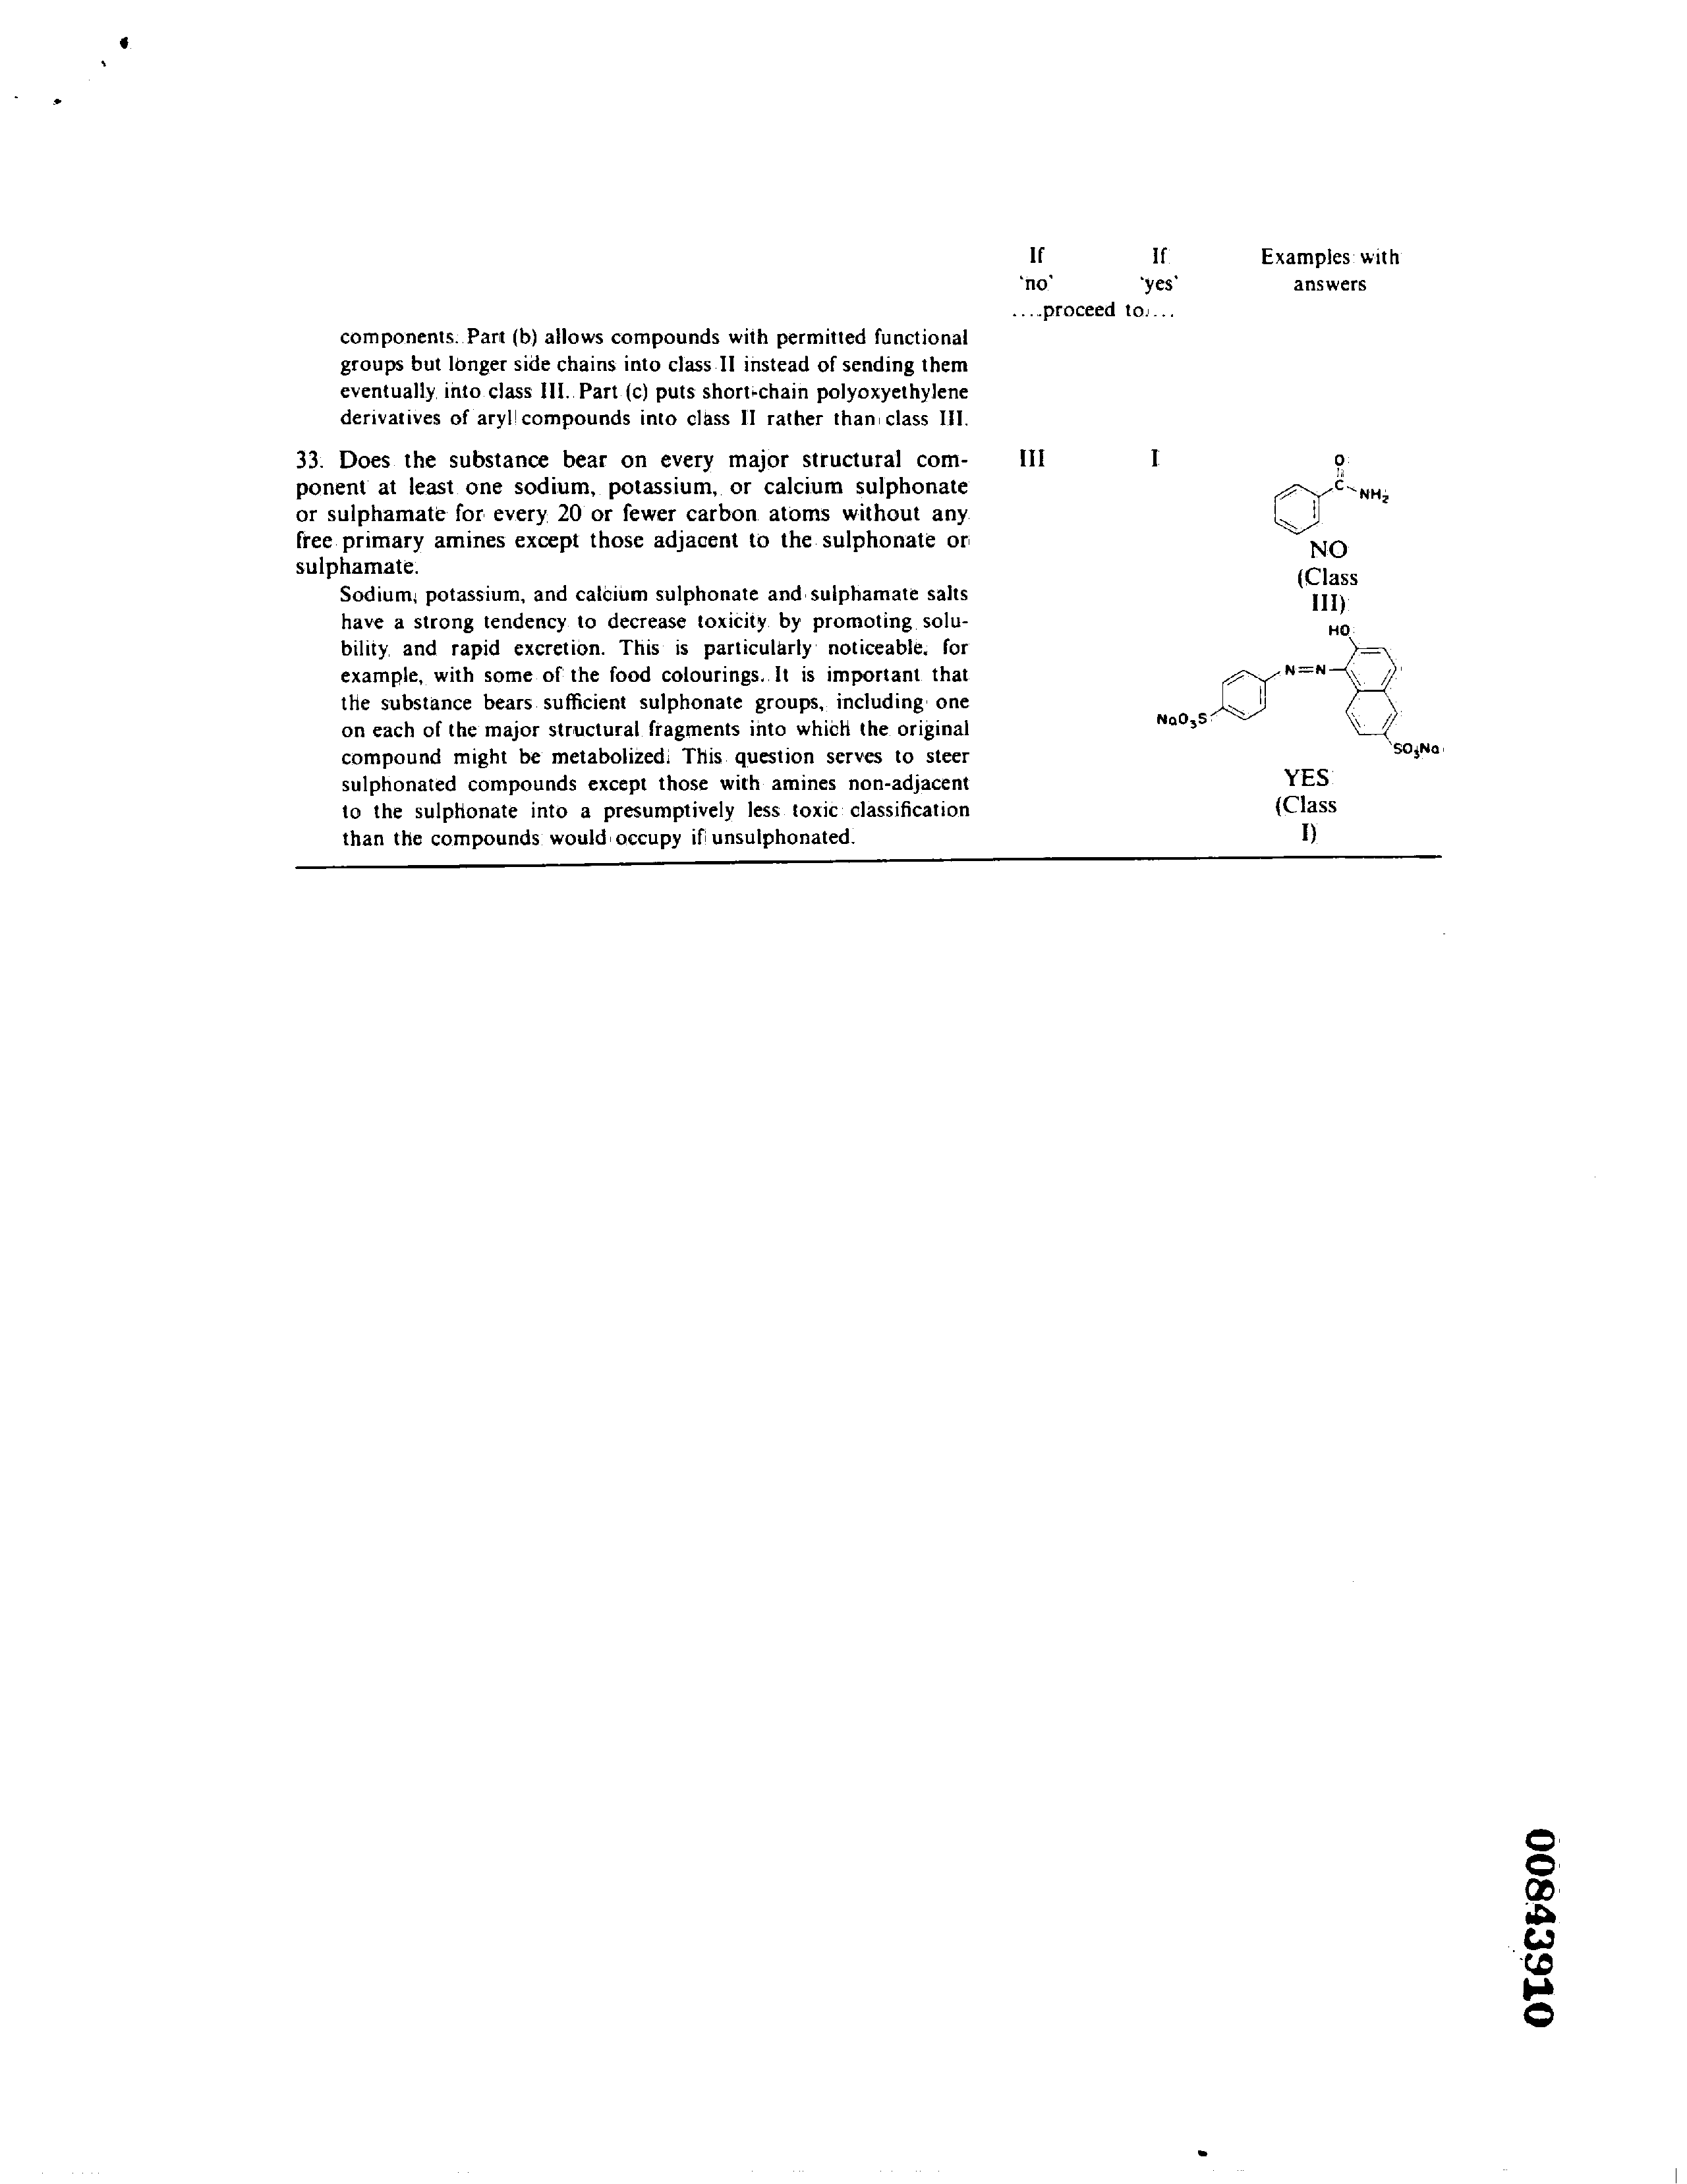 If If Examples with
'no' 'yes' answers
....proceed to....
components. Part (b) allows compounds with permitted functional
groups but longer side chains into class II instead of sending them
eventually into class III. Part (c) puts short-chain polyoxyethylene
derivatives of aryl compounds into class II rather than class III.
33. Does the substance bear on every major structural com-
ponent at least one sodium, potassium, or calcium sulphonate
or sulphamate for every 20 or fewer carbon atoms without any
free primary amines except those adjacent to the sulphonate or
sulphamate.
III I
O
C NH2
NO
(Class
III)
Sodium, potassium, and calcium sulphonate and sulphamate salts
have a strong tendency to decrease toxicity by promoting solu-
bility and rapid excretion. This is particularly noticeable, for
example, with some of the food colourings. It is important that
the substance bears sufficient sulphonate groups, including one
on each of the major structural fragments into which the original
compound might be metabolized. This question serves to steer
sulphonated compounds except those with amines non-adjacent
to the sulphonate into a presumptively less toxic classification
than the compounds would occupy if unsulphonated.
HO
N=N
NaO3S
SO3Na
YES
(Class
I)
00843910